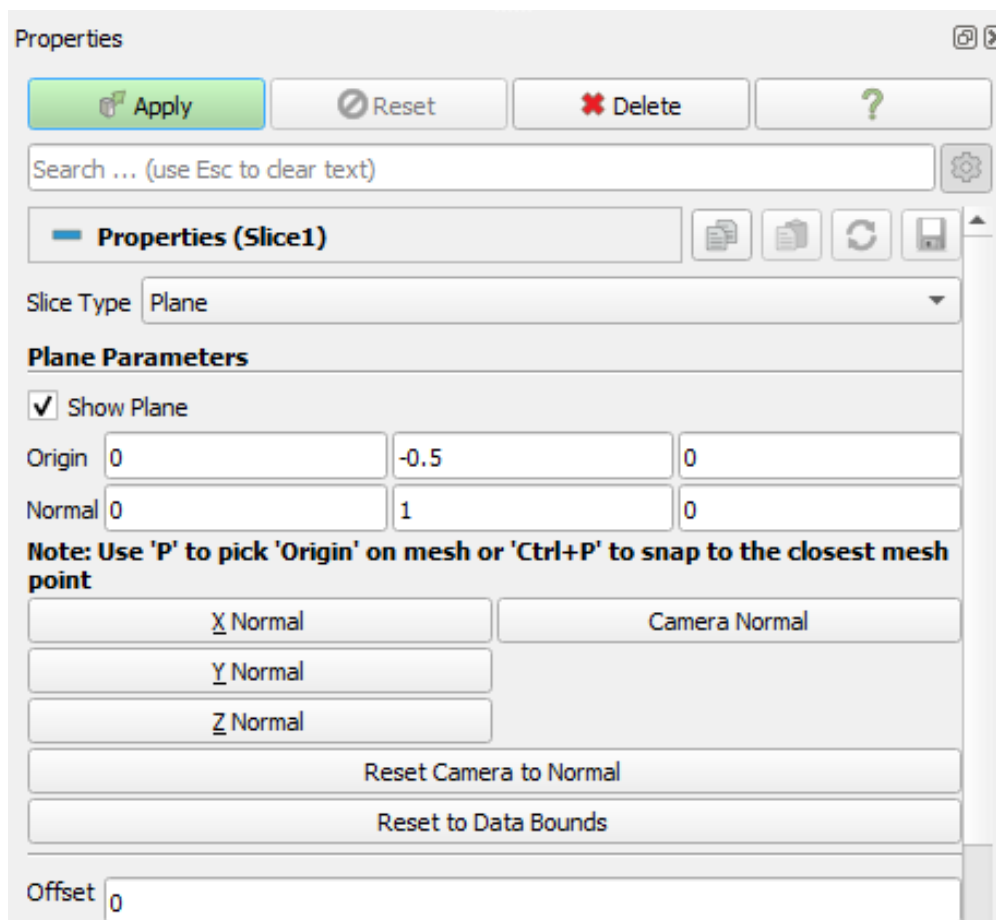 Properties
Apply Reset Delete ?
Search ... (use Esc to clear text)
Properties (Slice1)
Slice Type Plane
Plane Parameters
Show Plane
Origin 0 -0.5 0
Normal 0 1 0
Note: Use 'P' to pick 'Origin' on mesh or 'Ctrl+P' to snap to the closest mesh
point
X Normal Camera Normal
Y Normal
Z Normal
Reset Camera to Normal
Reset to Data Bounds
Offset 0